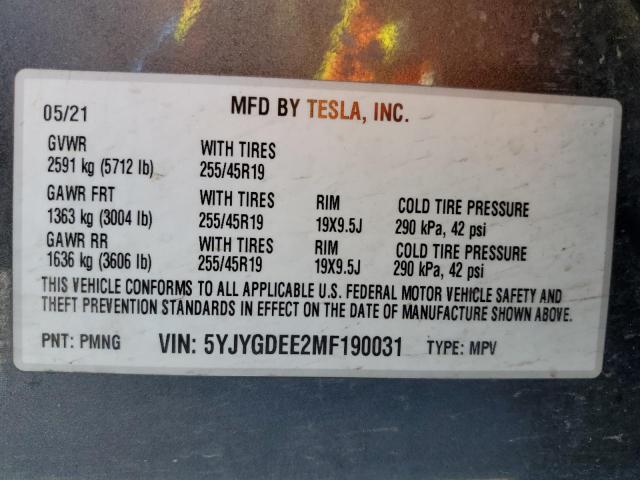 05/21 MFD BY TESLA, INC.
GVWR WITH TIRES
2591 kg (5712 lb) 255/45R19
GAWR FRT WITH TIRES RIM COLD TIRE PRESSURE
1363 kg (3004 lb) 255/45R19 19X9.5J 290 kPa, 42 psi
GAWR RR WITH TIRES RIM COLD TIRE PRESSURE
1636 kg (3606 lb) 255/45R19 19X9.5J 290 kPa, 42 psi
THIS VEHICLE CONFORMS TO ALL APPLICABLE U.S. FEDERAL MOTOR VEHICLE SAFETY AND
THEFT PREVENTION STANDARDS IN EFFECT ON THE DATE OF MANUFACTURE SHOWN ABOVE.
PNT: PMNG VIN: 5YJYGDEE2MF190031 TYPE: MPV